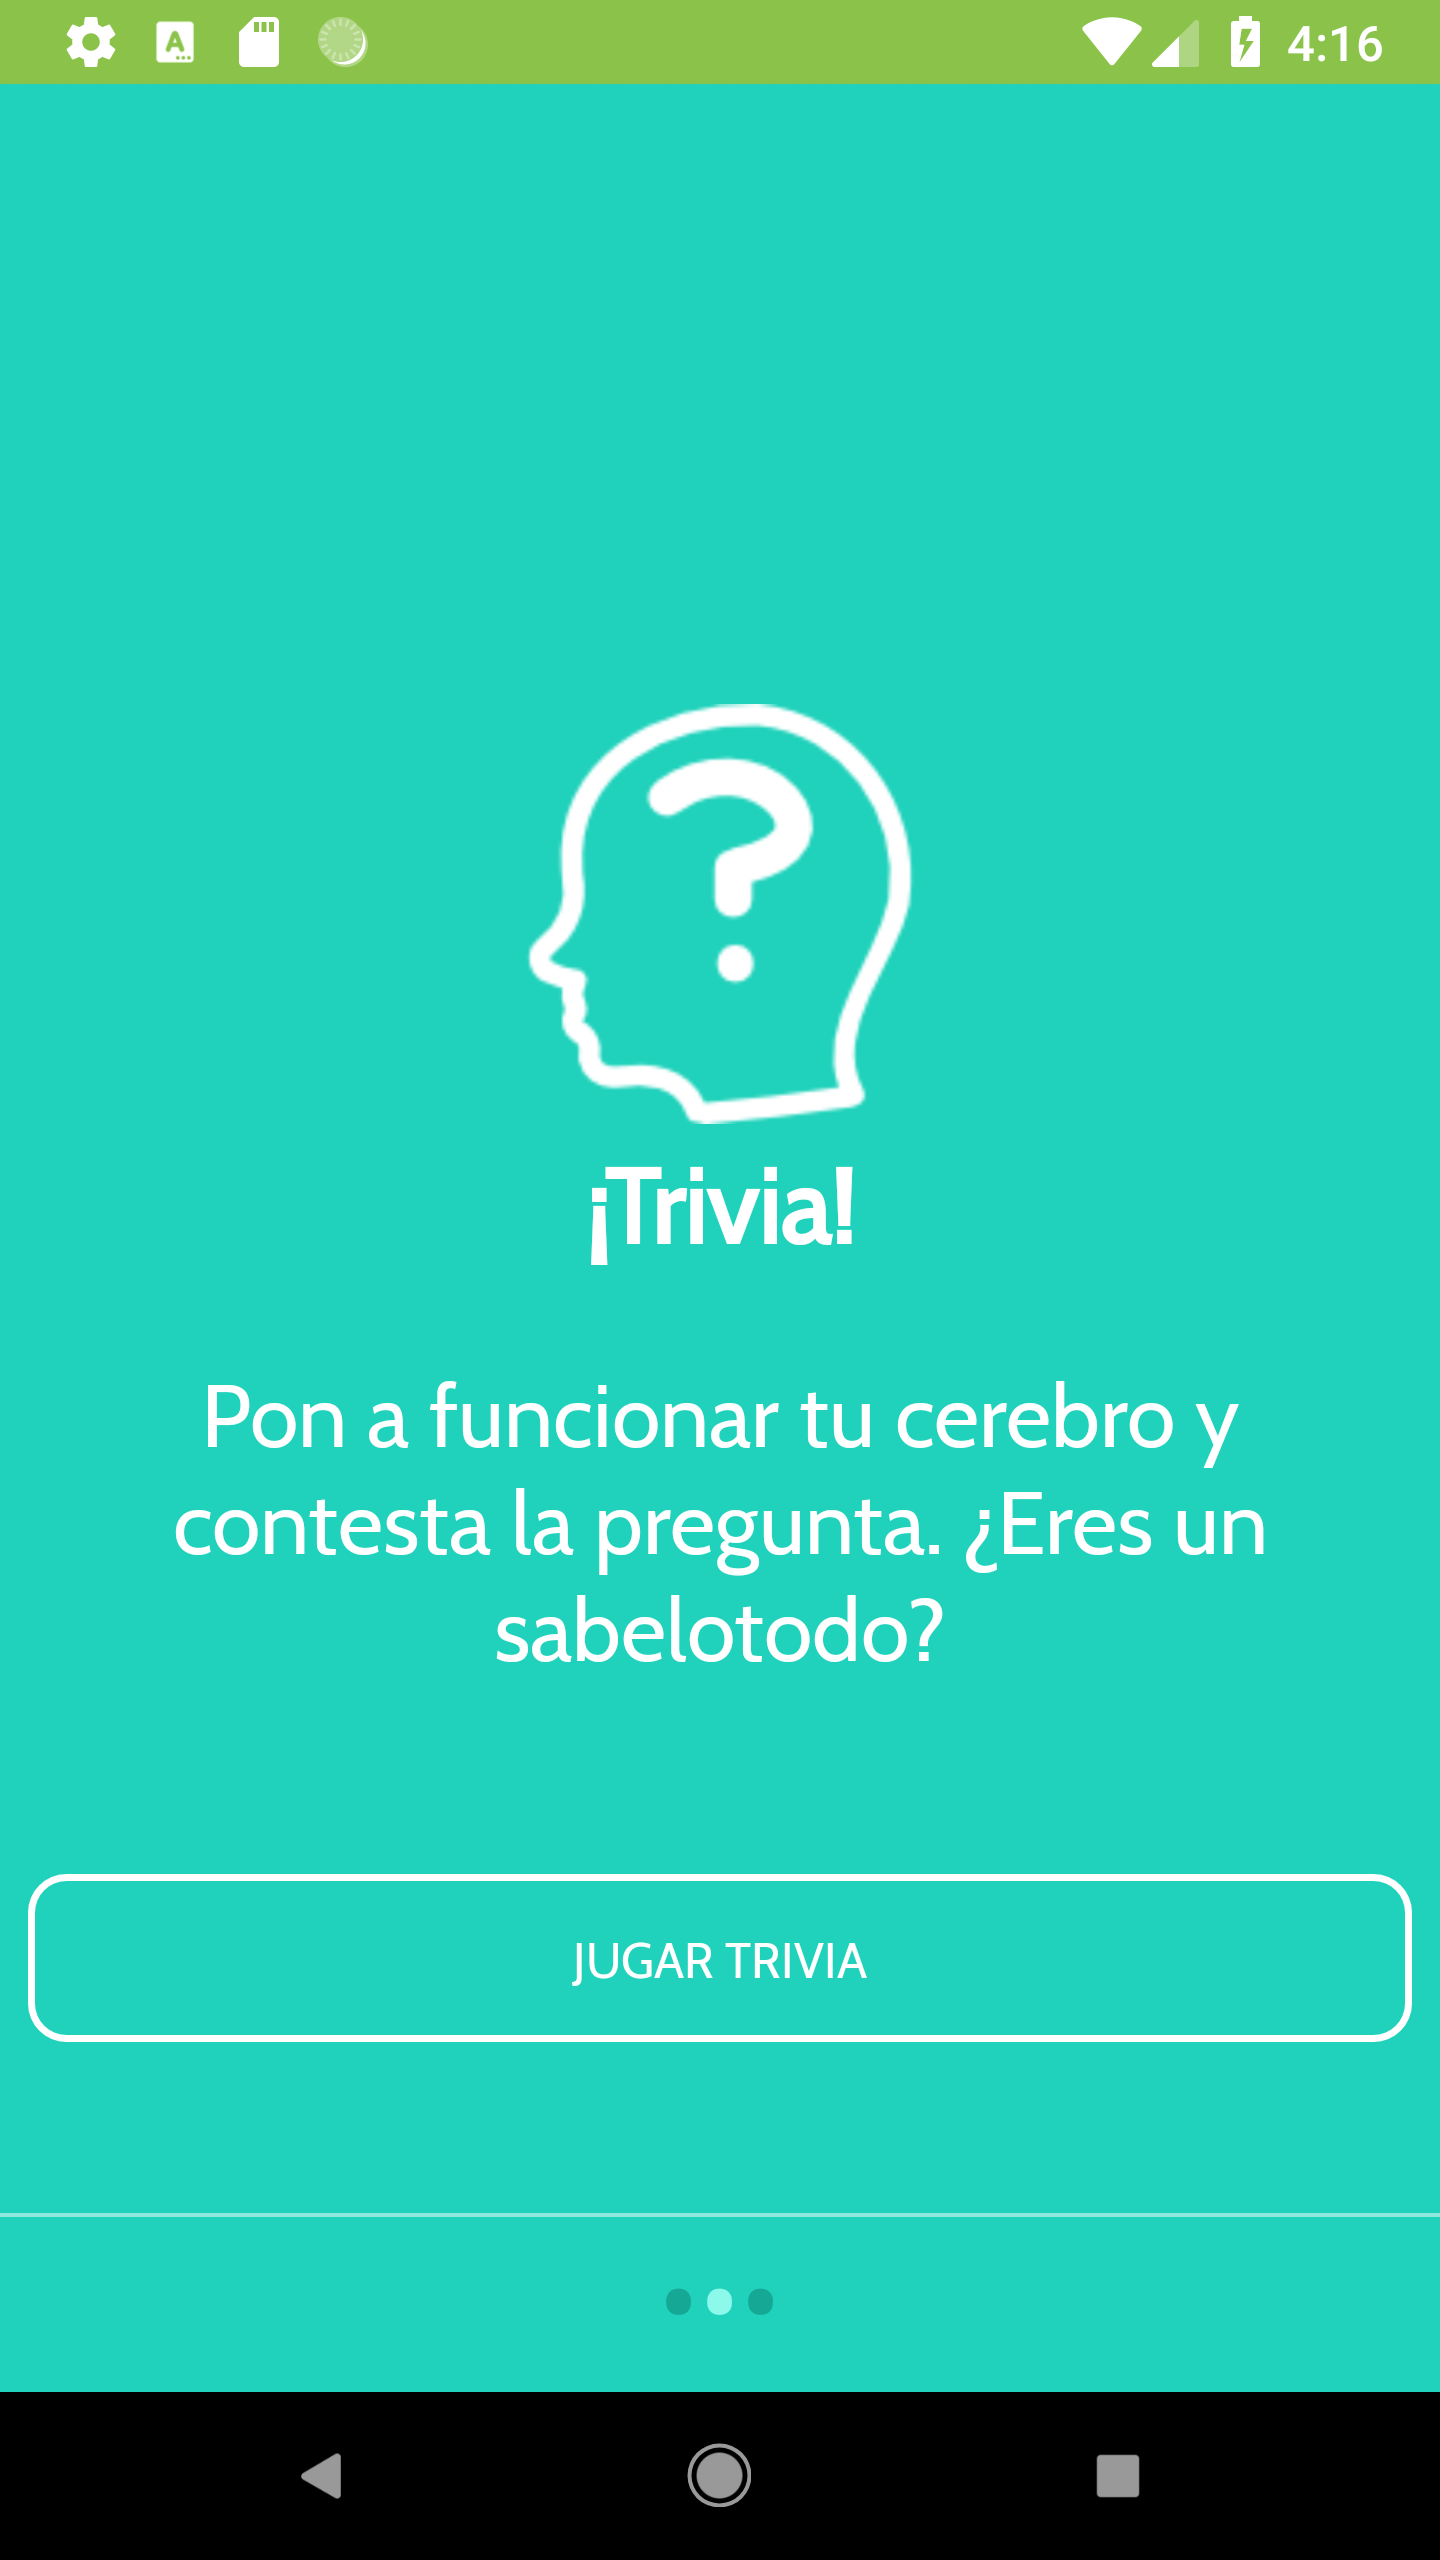 4:16
¡Trivia!
Pon a funcionar tu cerebro y
contesta la pregunta. ¿Eres un
sabelotodo?
JUGAR TRIVIA